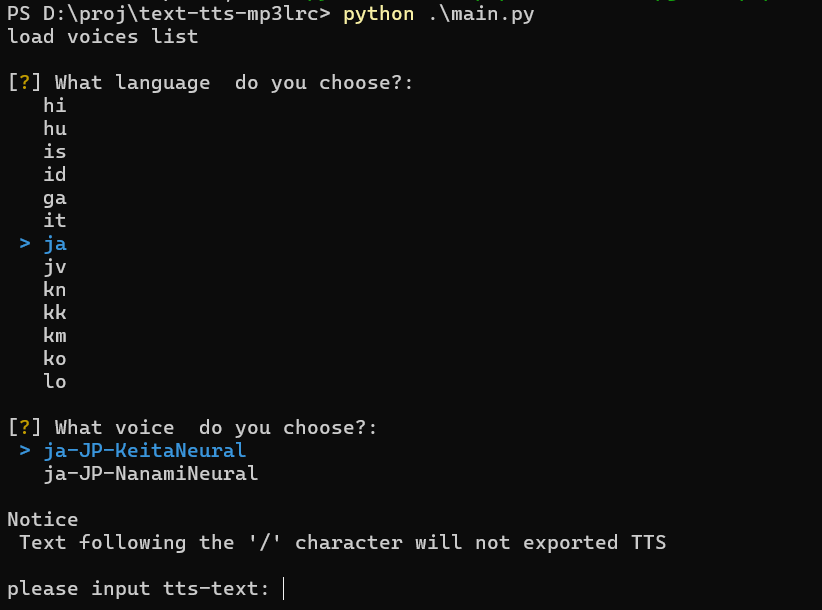 PS D:\proj\text-tts-mp3lrc> python .\main.py
load voices list
[?] What language  do you choose?:
hi
hu
is
id
ga
it
> ja
jv
kn
kk
km
ko
lo
[?] What voice  do you choose?:
> ja-JP-KeitaNeural
ja-JP-NanamiNeural
Notice
Text following the '/' character will not exported TTS
please input tts-text: